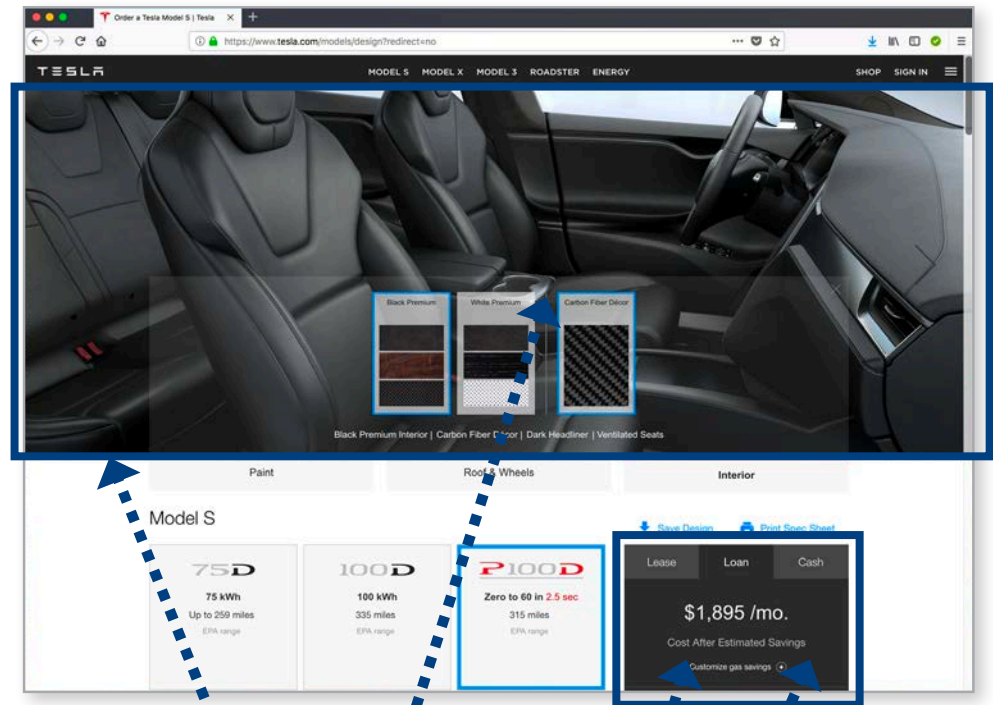 Order a Tesla Model S | Tesla
https://www.tesla.com/models/design?redirect=no
TESLA MODEL S MODEL X MODEL 3 ROADSTER ENERGY SHOP SIGN IN
Black Premium White Premium Carbon Fiber Décor
Black Premium Interior | Carbon Fiber Décor | Dark Headliner | Ventilated Seats
Paint Roof & Wheels Interior
Model S
Save Design Print Spec Sheet
75D 100D P100D
75 kWh 100 kWh Zero to 60 in 2.5 sec
Up to 259 miles 335 miles 315 miles
EPA range EPA range EPA range
Lease Loan Cash
$1,895 /mo.
Cost After Estimated Savings
Customize gas savings